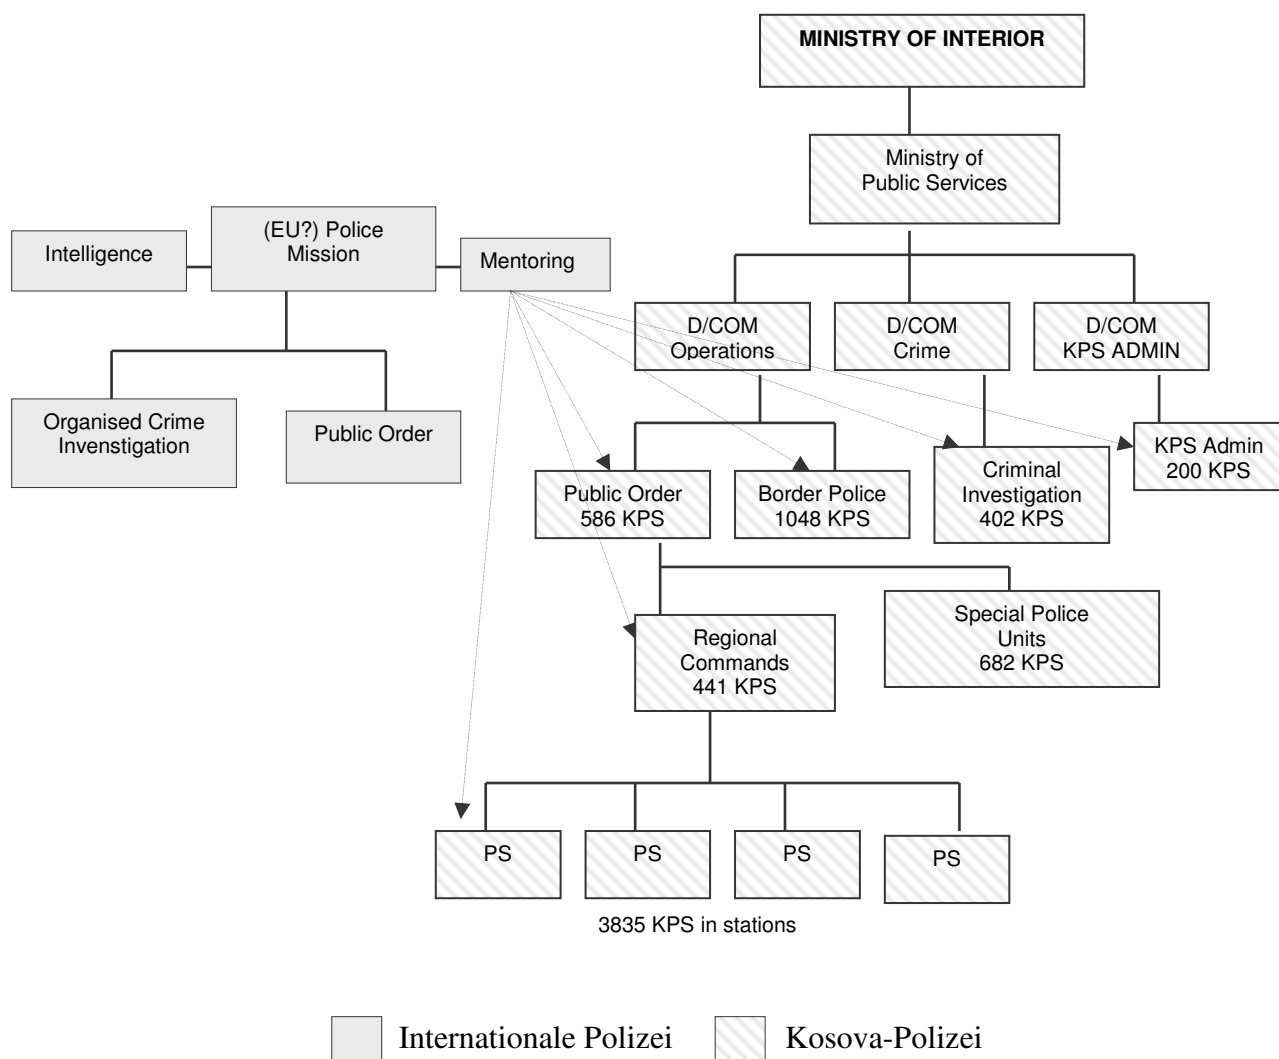 MINISTRY OF INTERIOR
Ministry of
Public Services
(EU?) Police
Mission
Intelligence
Mentoring
D/COM
Operations
D/COM
Crime
D/COM
KPS ADMIN
Organised Crime
Invenstigation
Public Order
KPS Admin
200 KPS
Public Order
586 KPS
Border Police
1048 KPS
Criminal
Investigation
402 KPS
Special Police
Units
682 KPS
Regional
Commands
441 KPS
PS
PS
PS
PS
3835 KPS in stations
Internationale Polizei
Kosova-Polizei